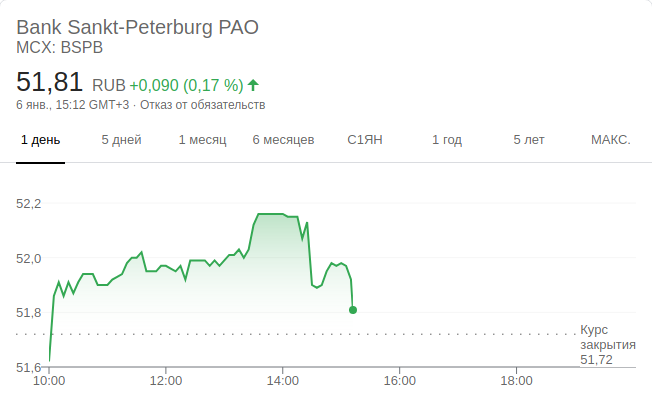 Bank Sankt-Peterburg PAO
MCX: BSPB
51,81 RUB +0,090 (0,17 %)
6 янв., 15:12 GMT+3 · Отказ от обязательств
1 день 5 дней 1 месяц 6 месяцев С1ЯН 1 год 5 лет МАКС.
52,2
52,0
51,8
Курс
закрытия
51,72
51,6
10:00 12:00 14:00 16:00 18:00